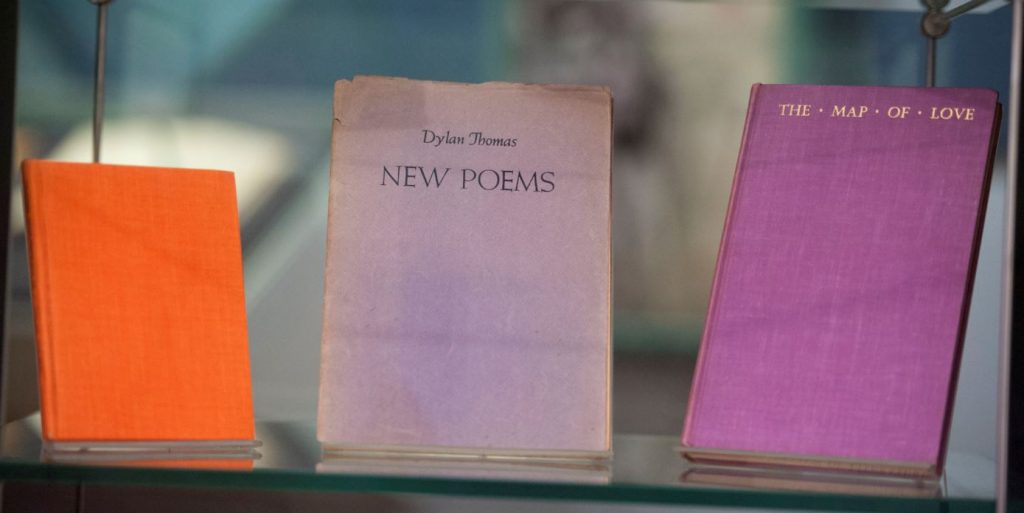 Dylan Thomas
NEW POEMS
THE · MAP · OF · LOVE